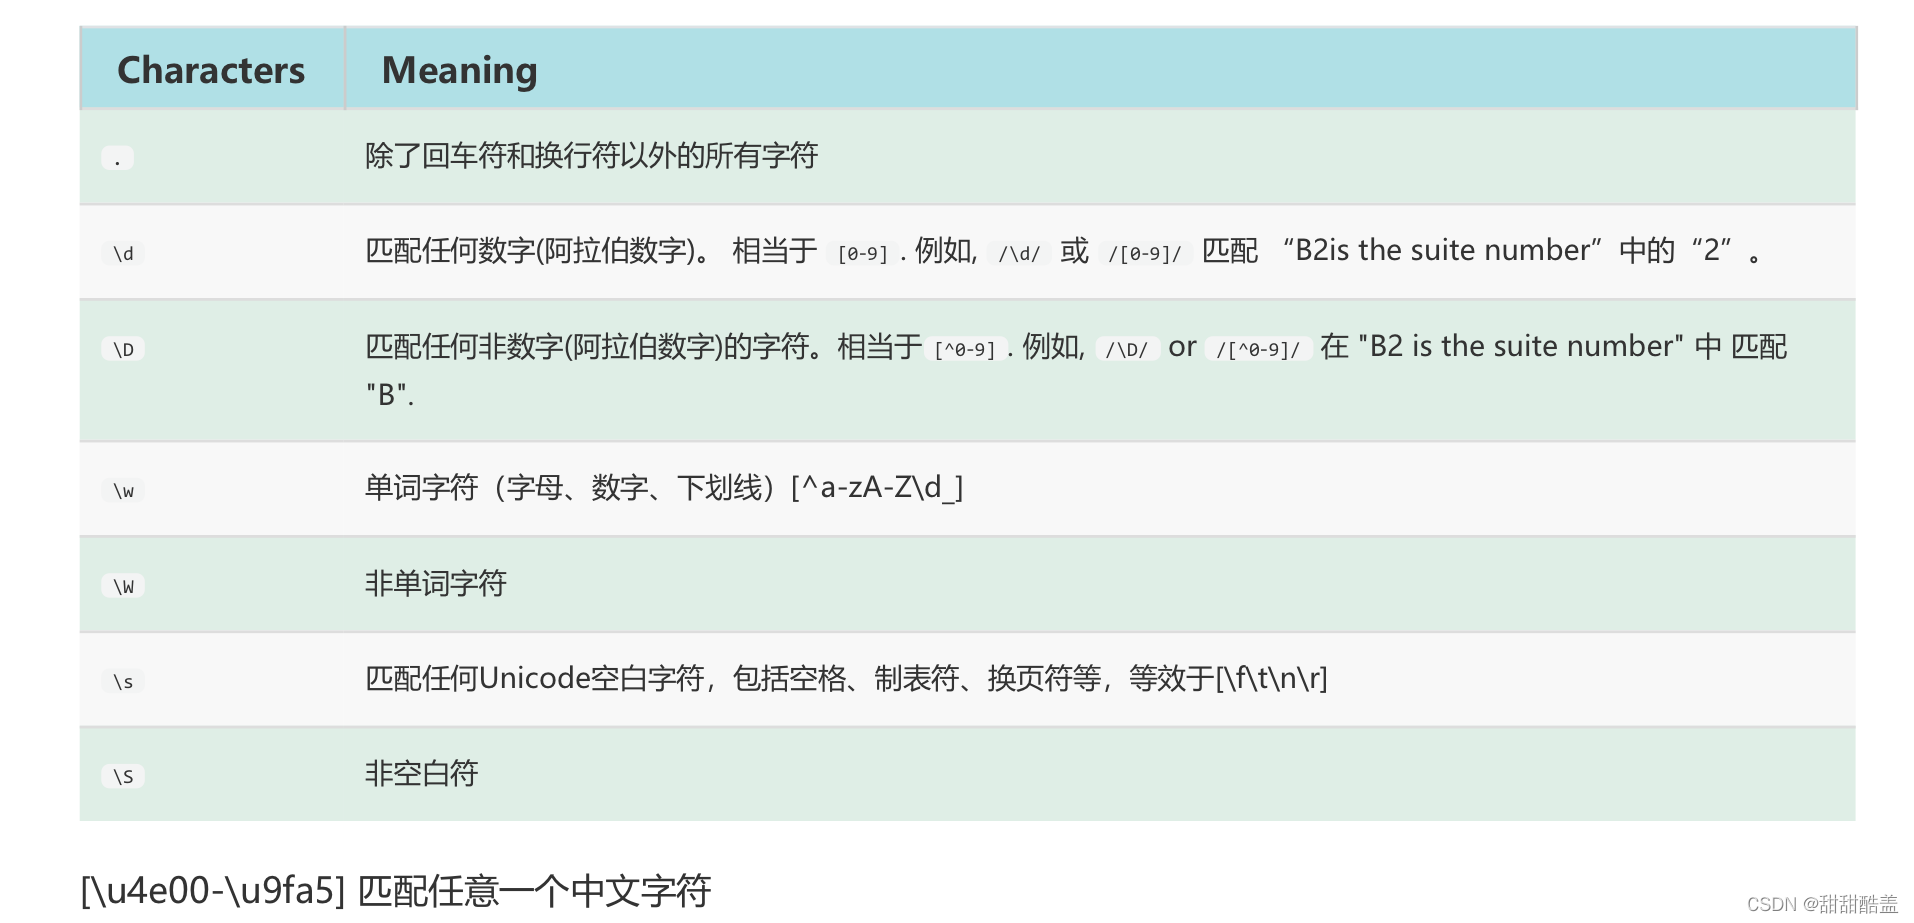 Characters Meaning
. 除了回车符和换行符以外的所有字符
\d 匹配任何数字(阿拉伯数字)。 相当于 [0-9] . 例如, /\d/ 或 /[0-9]/ 匹配 “B2is the suite number”中的“2”。
\D 匹配任何非数字(阿拉伯数字)的字符。相当于 [^0-9] . 例如, /\D/ or /[^0-9]/ 在 "B2 is the suite number" 中 匹配
"B".
\w 单词字符（字母、数字、下划线）[^a-zA-Z\d_]
\W 非单词字符
\s 匹配任何Unicode空白字符，包括空格、制表符、换页符等，等效于[\f\t\n\r]
\S 非空白符
[\u4e00-\u9fa5] 匹配任意一个中文字符
CSDN @甜甜酷盖